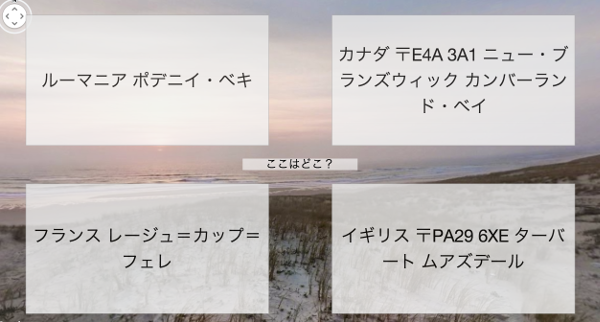 ルーマニア ポデニイ・ベキ
カナダ 〒E4A 3A1 ニュー・ブ
ランズウィック カンバーラン
ド・ベイ
ここはどこ？
フランス レージュ＝カップ＝
フェレ
イギリス 〒PA29 6XE ターバ
ート ムアズデール